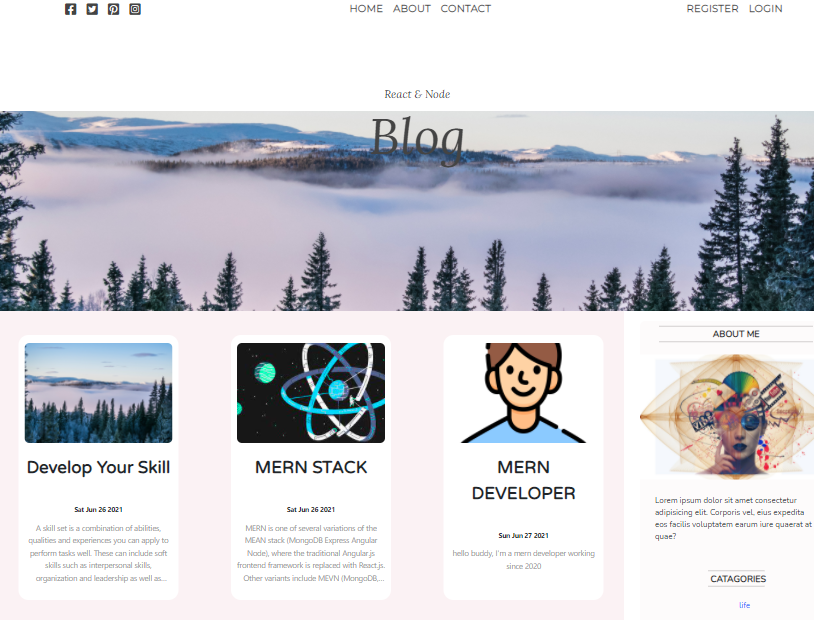 HOME ABOUT CONTACT
REGISTER LOGIN
React & Node
Blog
Develop Your Skill
Sat Jun 26 2021
A skill set is a combination of abilities,
qualities and experiences you can apply to
perform tasks well. These can include soft
skills such as interpersonal skills,
organization and leadership as well as...
MERN STACK
Sat Jun 26 2021
MERN is one of several variations of the
MEAN stack (MongoDB Express Angular
Node), where the traditional Angular.js
frontend framework is replaced with React.js.
Other variants include MEVN (MongoDB,...
MERN
DEVELOPER
Sun Jun 27 2021
hello buddy, I'm a mern developer working
since 2020
ABOUT ME
Lorem ipsum dolor sit amet consectetur
adipisicing elit. Corporis vel, eius expedita
eos facilis voluptatem earum iure quaerat at
quae?
CATAGORIES
life